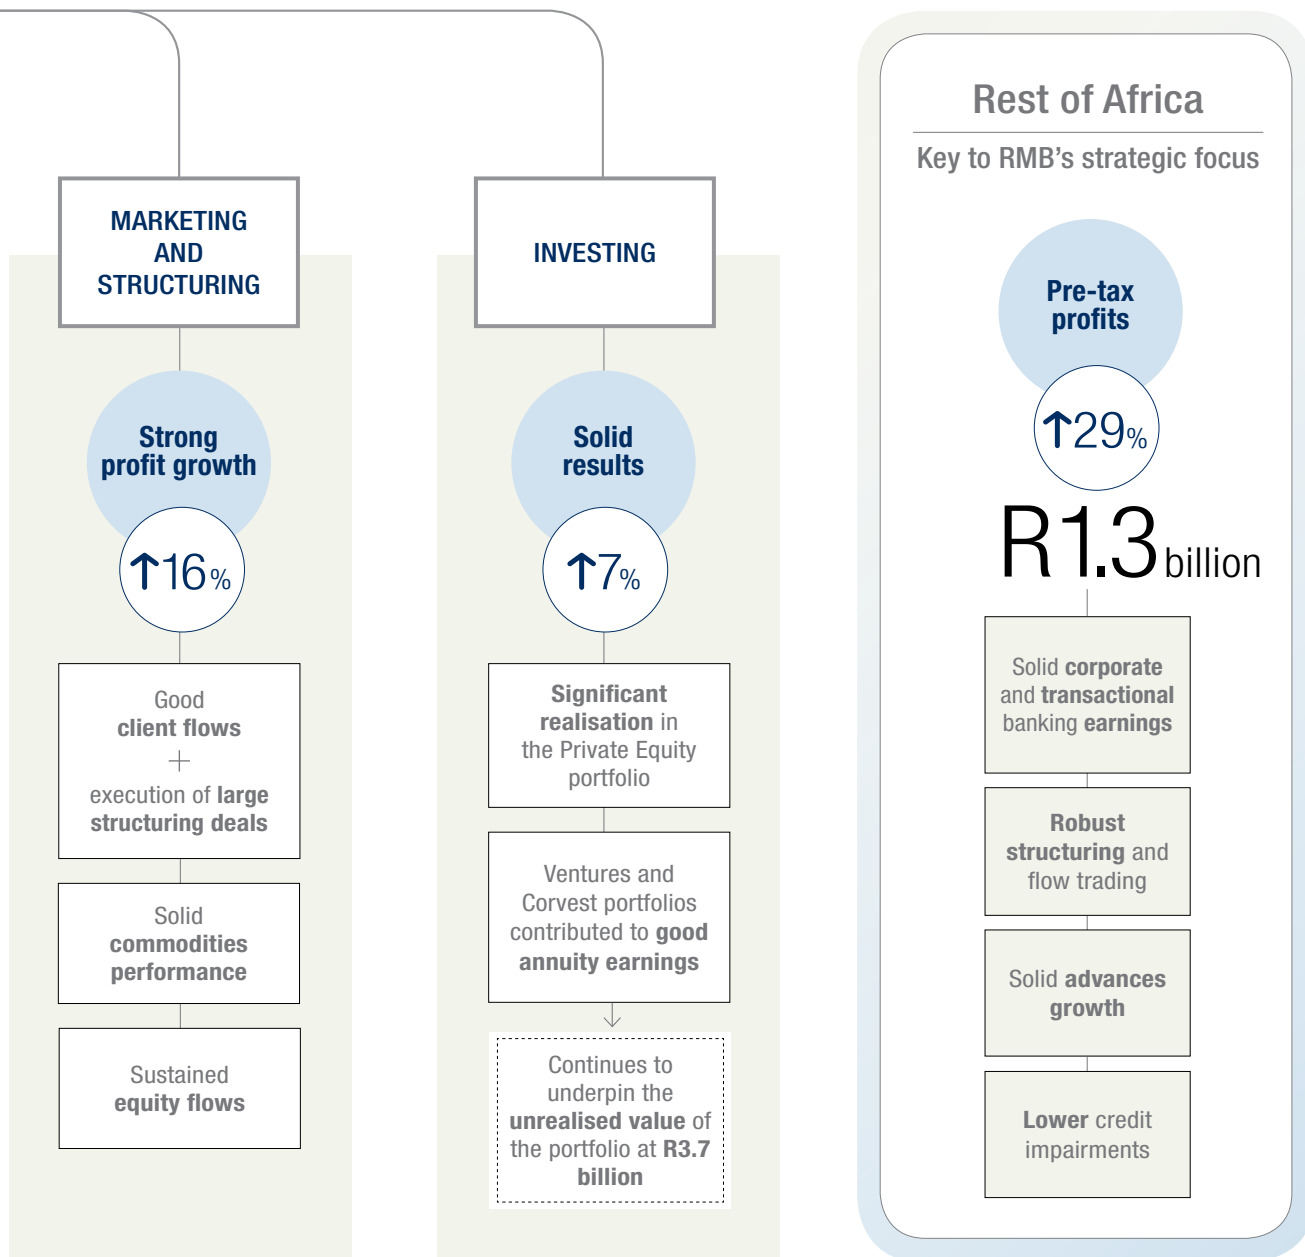 MARKETING
AND
STRUCTURING
Strong
profit growth
↑16%
Good
client flows
+
execution of large
structuring deals
Solid
commodities
performance
Sustained
equity flows
INVESTING
Solid
results
↑7%
Significant
realisation in
the Private Equity
portfolio
Ventures and
Corvest portfolios
contributed to good
annuity earnings
Continues to
underpin the
unrealised value of
the portfolio at R3.7
billion
Rest of Africa
Key to RMB's strategic focus
Pre-tax
profits
↑29%
R1.3 billion
Solid corporate
and transactional
banking earnings
Robust
structuring and
flow trading
Solid advances
growth
Lower credit
impairments